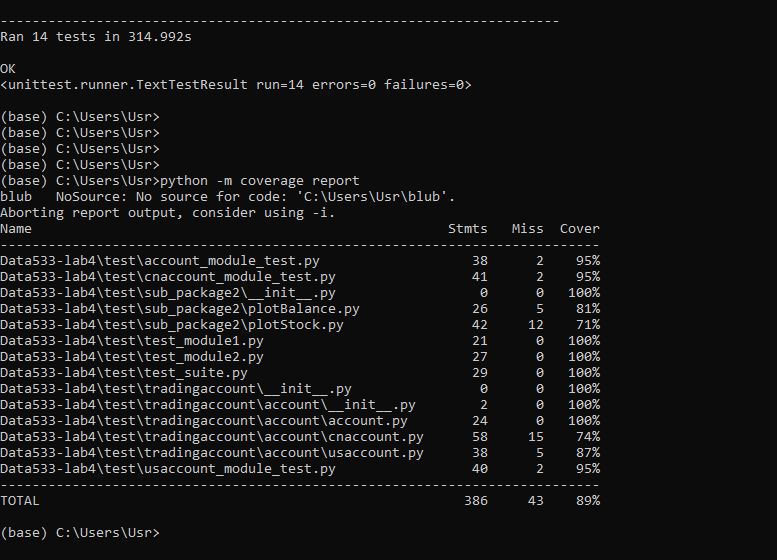 ----------------------------------------------------------------------
Ran 14 tests in 314.992s
OK
<unittest.runner.TextTestResult run=14 errors=0 failures=0>
(base) C:\Users\Usr>
(base) C:\Users\Usr>
(base) C:\Users\Usr>
(base) C:\Users\Usr>
(base) C:\Users\Usr>python -m coverage report
blub   NoSource: No source for code: 'C:\Users\Usr\blub'.
Aborting report output, consider using -i.
Name                                                    Stmts   Miss  Cover
---------------------------------------------------------------------------
Data533-lab4\test\account_module_test.py                   38      2    95%
Data533-lab4\test\cnaccount_module_test.py                 41      2    95%
Data533-lab4\test\sub_package2\__init__.py                  0      0   100%
Data533-lab4\test\sub_package2\plotBalance.py              26      5    81%
Data533-lab4\test\sub_package2\plotStock.py                42     12    71%
Data533-lab4\test\test_module1.py                          21      0   100%
Data533-lab4\test\test_module2.py                          27      0   100%
Data533-lab4\test\test_suite.py                            29      0   100%
Data533-lab4\test\tradingaccount\__init__.py                0      0   100%
Data533-lab4\test\tradingaccount\account\__init__.py        2      0   100%
Data533-lab4\test\tradingaccount\account\account.py        24      0   100%
Data533-lab4\test\tradingaccount\account\cnaccount.py      58     15    74%
Data533-lab4\test\tradingaccount\account\usaccount.py      38      5    87%
Data533-lab4\test\usaccount_module_test.py                 40      2    95%
---------------------------------------------------------------------------
TOTAL                                                     386     43    89%
(base) C:\Users\Usr>